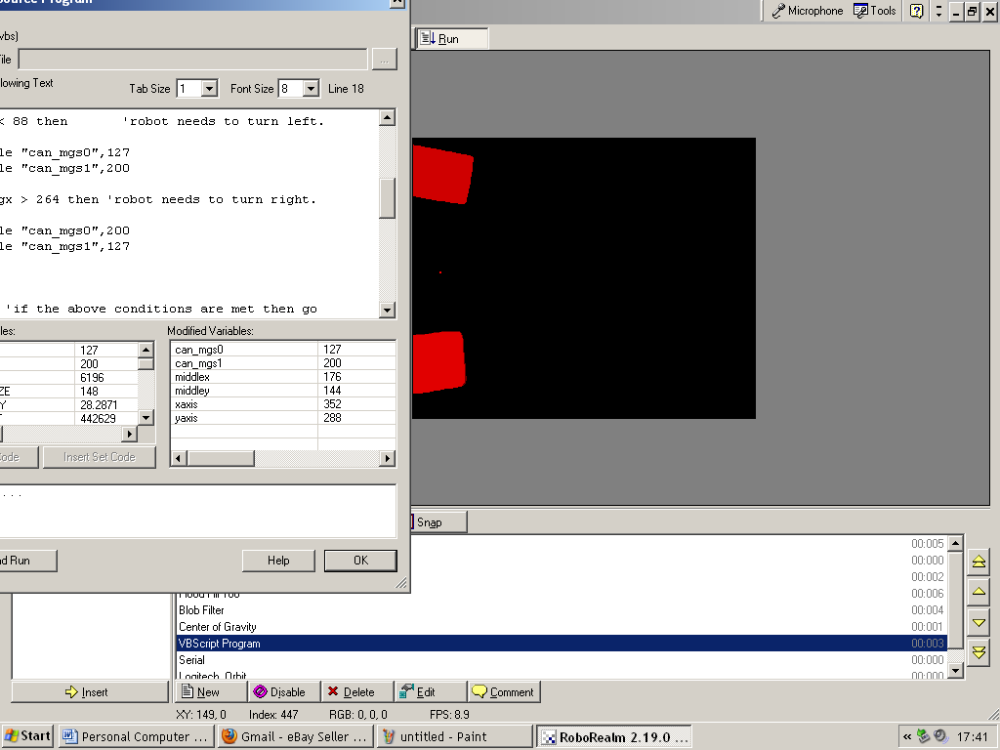 ource Program
Microphone Tools
vbs)
Run
ile ...
lowing Text
Tab Size 1 Font Size 8 Line 18
< 88 then 'robot needs to turn left.
le "can_mgs0",127
le "can_mgs1",200
gx > 264 then 'robot needs to turn right.
le "can_mgs0",200
le "can_mgs1",127
'if the above conditions are met then go
les: Modified Variables:
127 can_mgs0 127
200 can_mgs1 200
6196 middlex 176
ZE 148 middley 144
Y 28.2871 xaxis 352
T 442629 yaxis 288
ode Insert Set Code
....
Snap
00:005
d Run Help OK 00:000
00:002
Flood Fill Too 00:006
Blob Filter 00:004
Center of Gravity 00:001
VBScript Program 00:003
Serial 00:000
Logitech_Orbit 00:000
Insert New Disable Delete Edit Comment
XY: 149, 0 Index: 447 RGB: 0, 0, 0 FPS: 8.9
Start Personal Computer ... Gmail - eBay Seller ... untitled - Paint RoboRealm 2.19.0 ... « 17:41